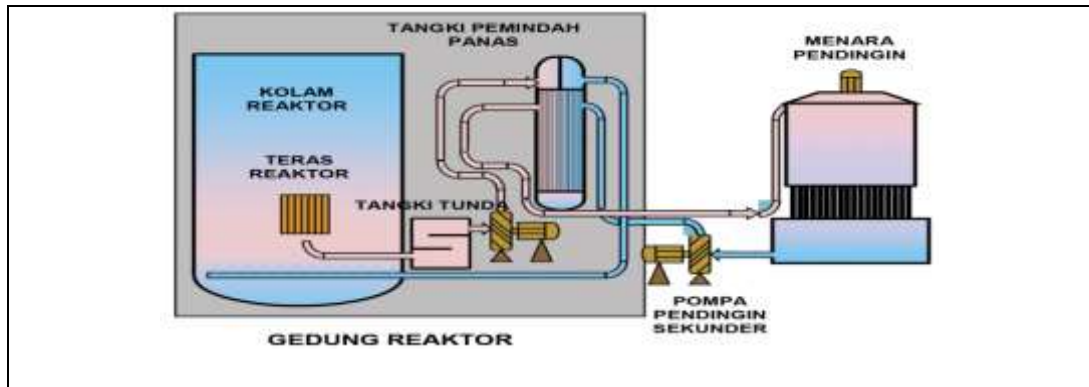 TANGKI PEMINDAH
PANAS
MENARA
PENDINGIN
KOLAM
REAKTOR
TERAS
REAKTOR
TANGKI TUNDA
POMPA
PENDINGIN
SEKUNDER
GEDUNG REAKTOR